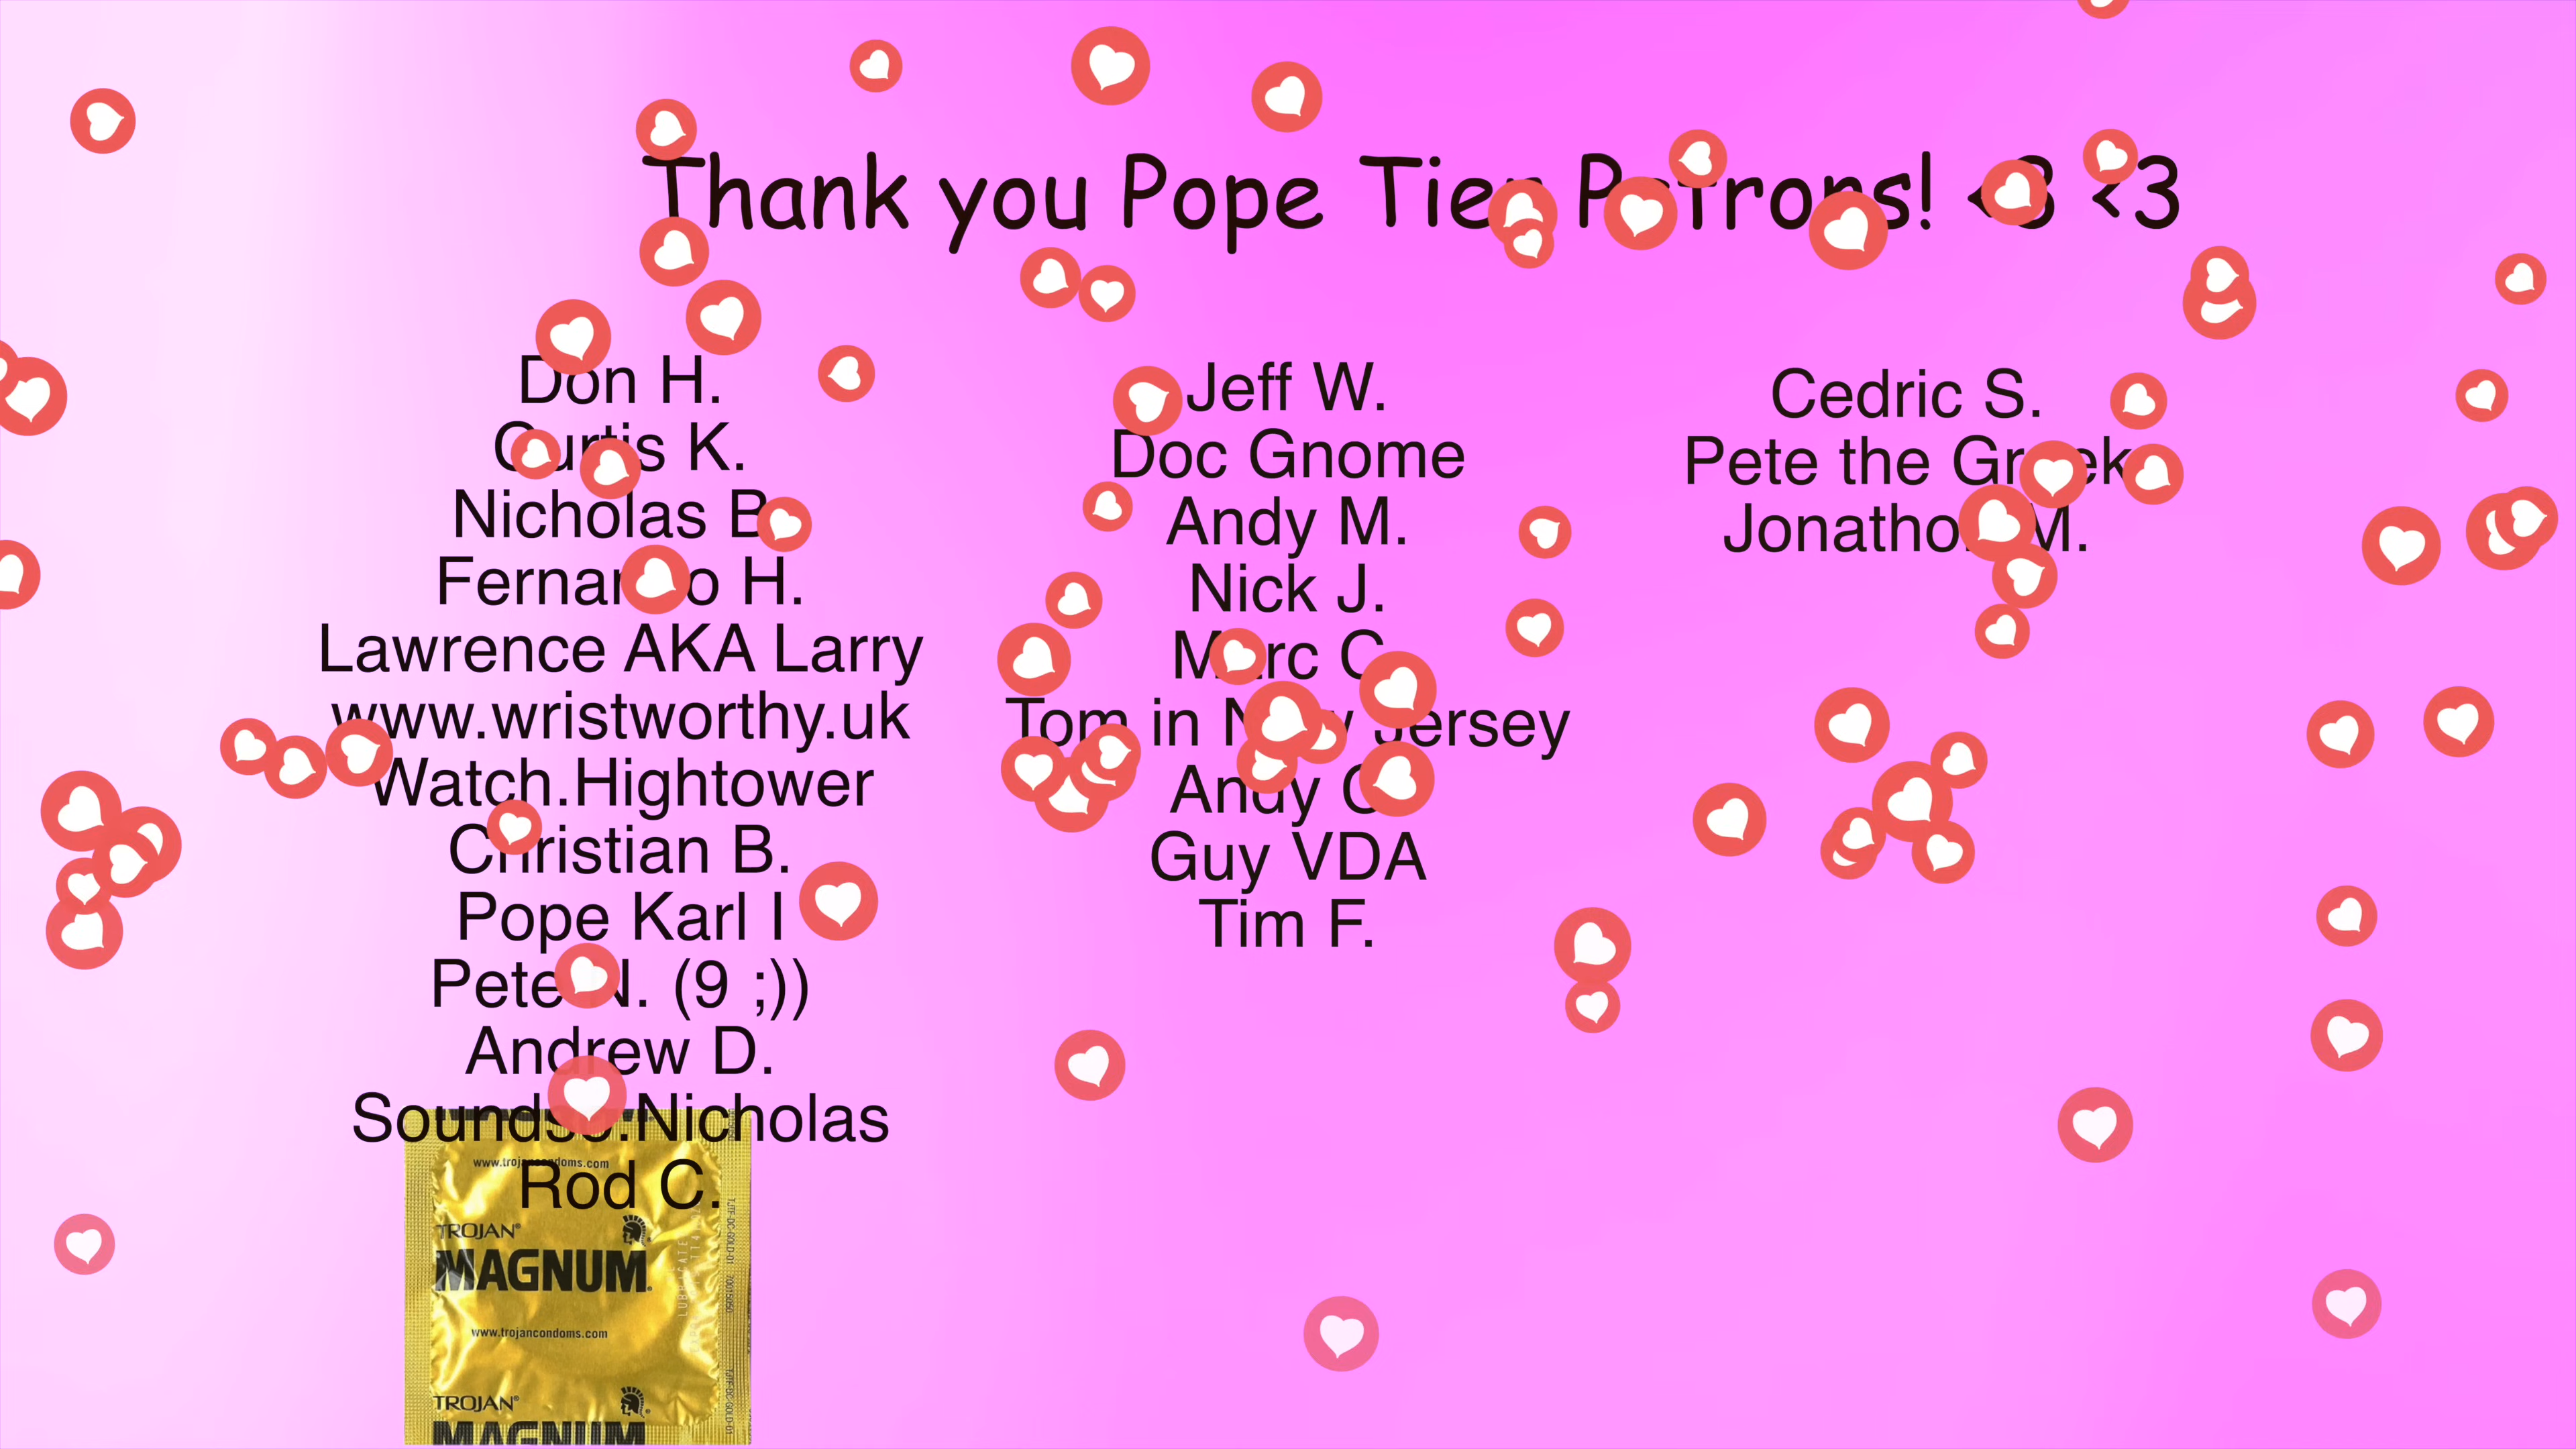 Thank you Pope Tier Patrons! <3 <3
Don H.
Curtis K.
Nicholas B.
Fernando H.
Lawrence AKA Larry
www.wristworthy.uk
Watch.Hightower
Christian B.
Pope Karl I
Pete N. (9 ;))
Andrew D.
Nicholas
Rod C.
Jeff W.
Doc Gnome
Andy M.
Nick J.
Marc C
Tom in New Jersey
Andy
Guy VDA
Tim F.
Cedric S.
Pete the Greek
Jonathon M.
www.trojancondoms.com
TROJAN®
MAGNUM®
www.trojancondoms.com
TROJAN®
MAGNUM